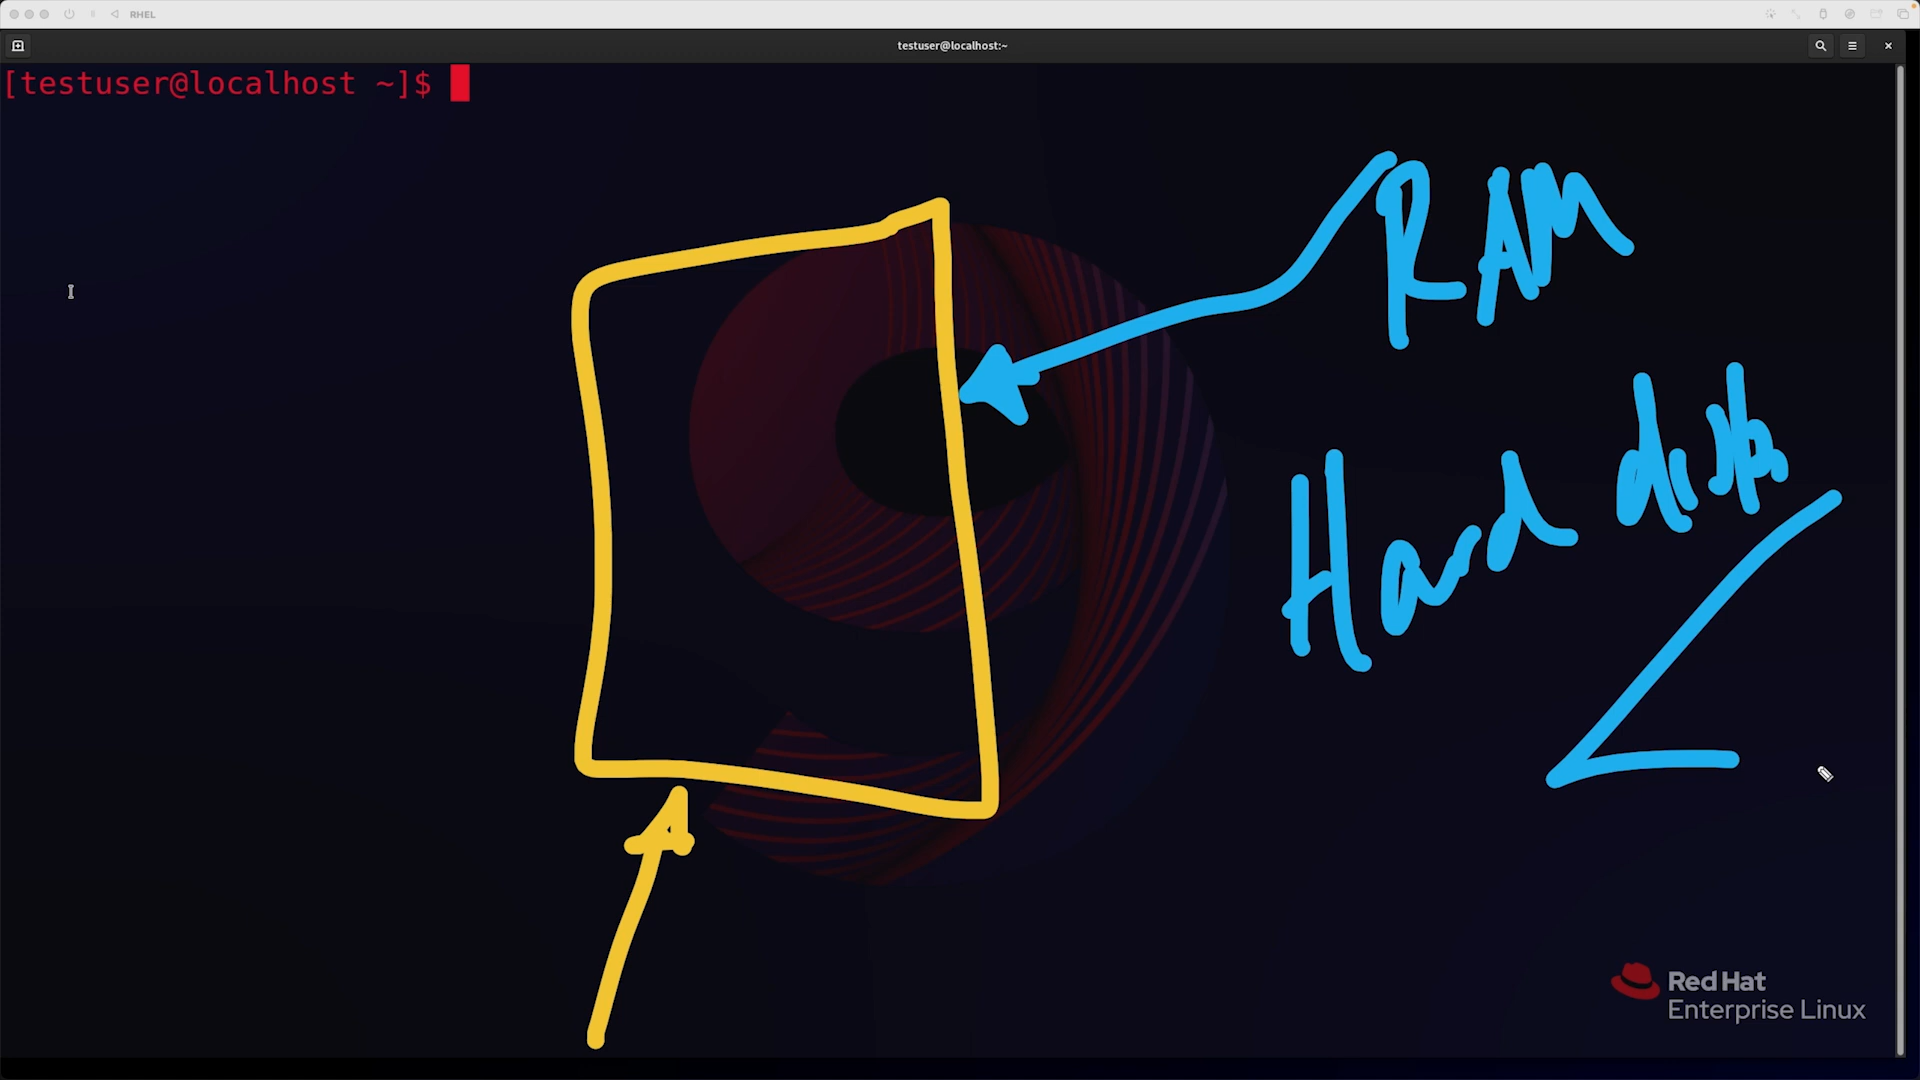 RHEL
testuser@localhost:~
[testuser@localhost ~]$
RAM
Hard disk
Red Hat
Enterprise Linux